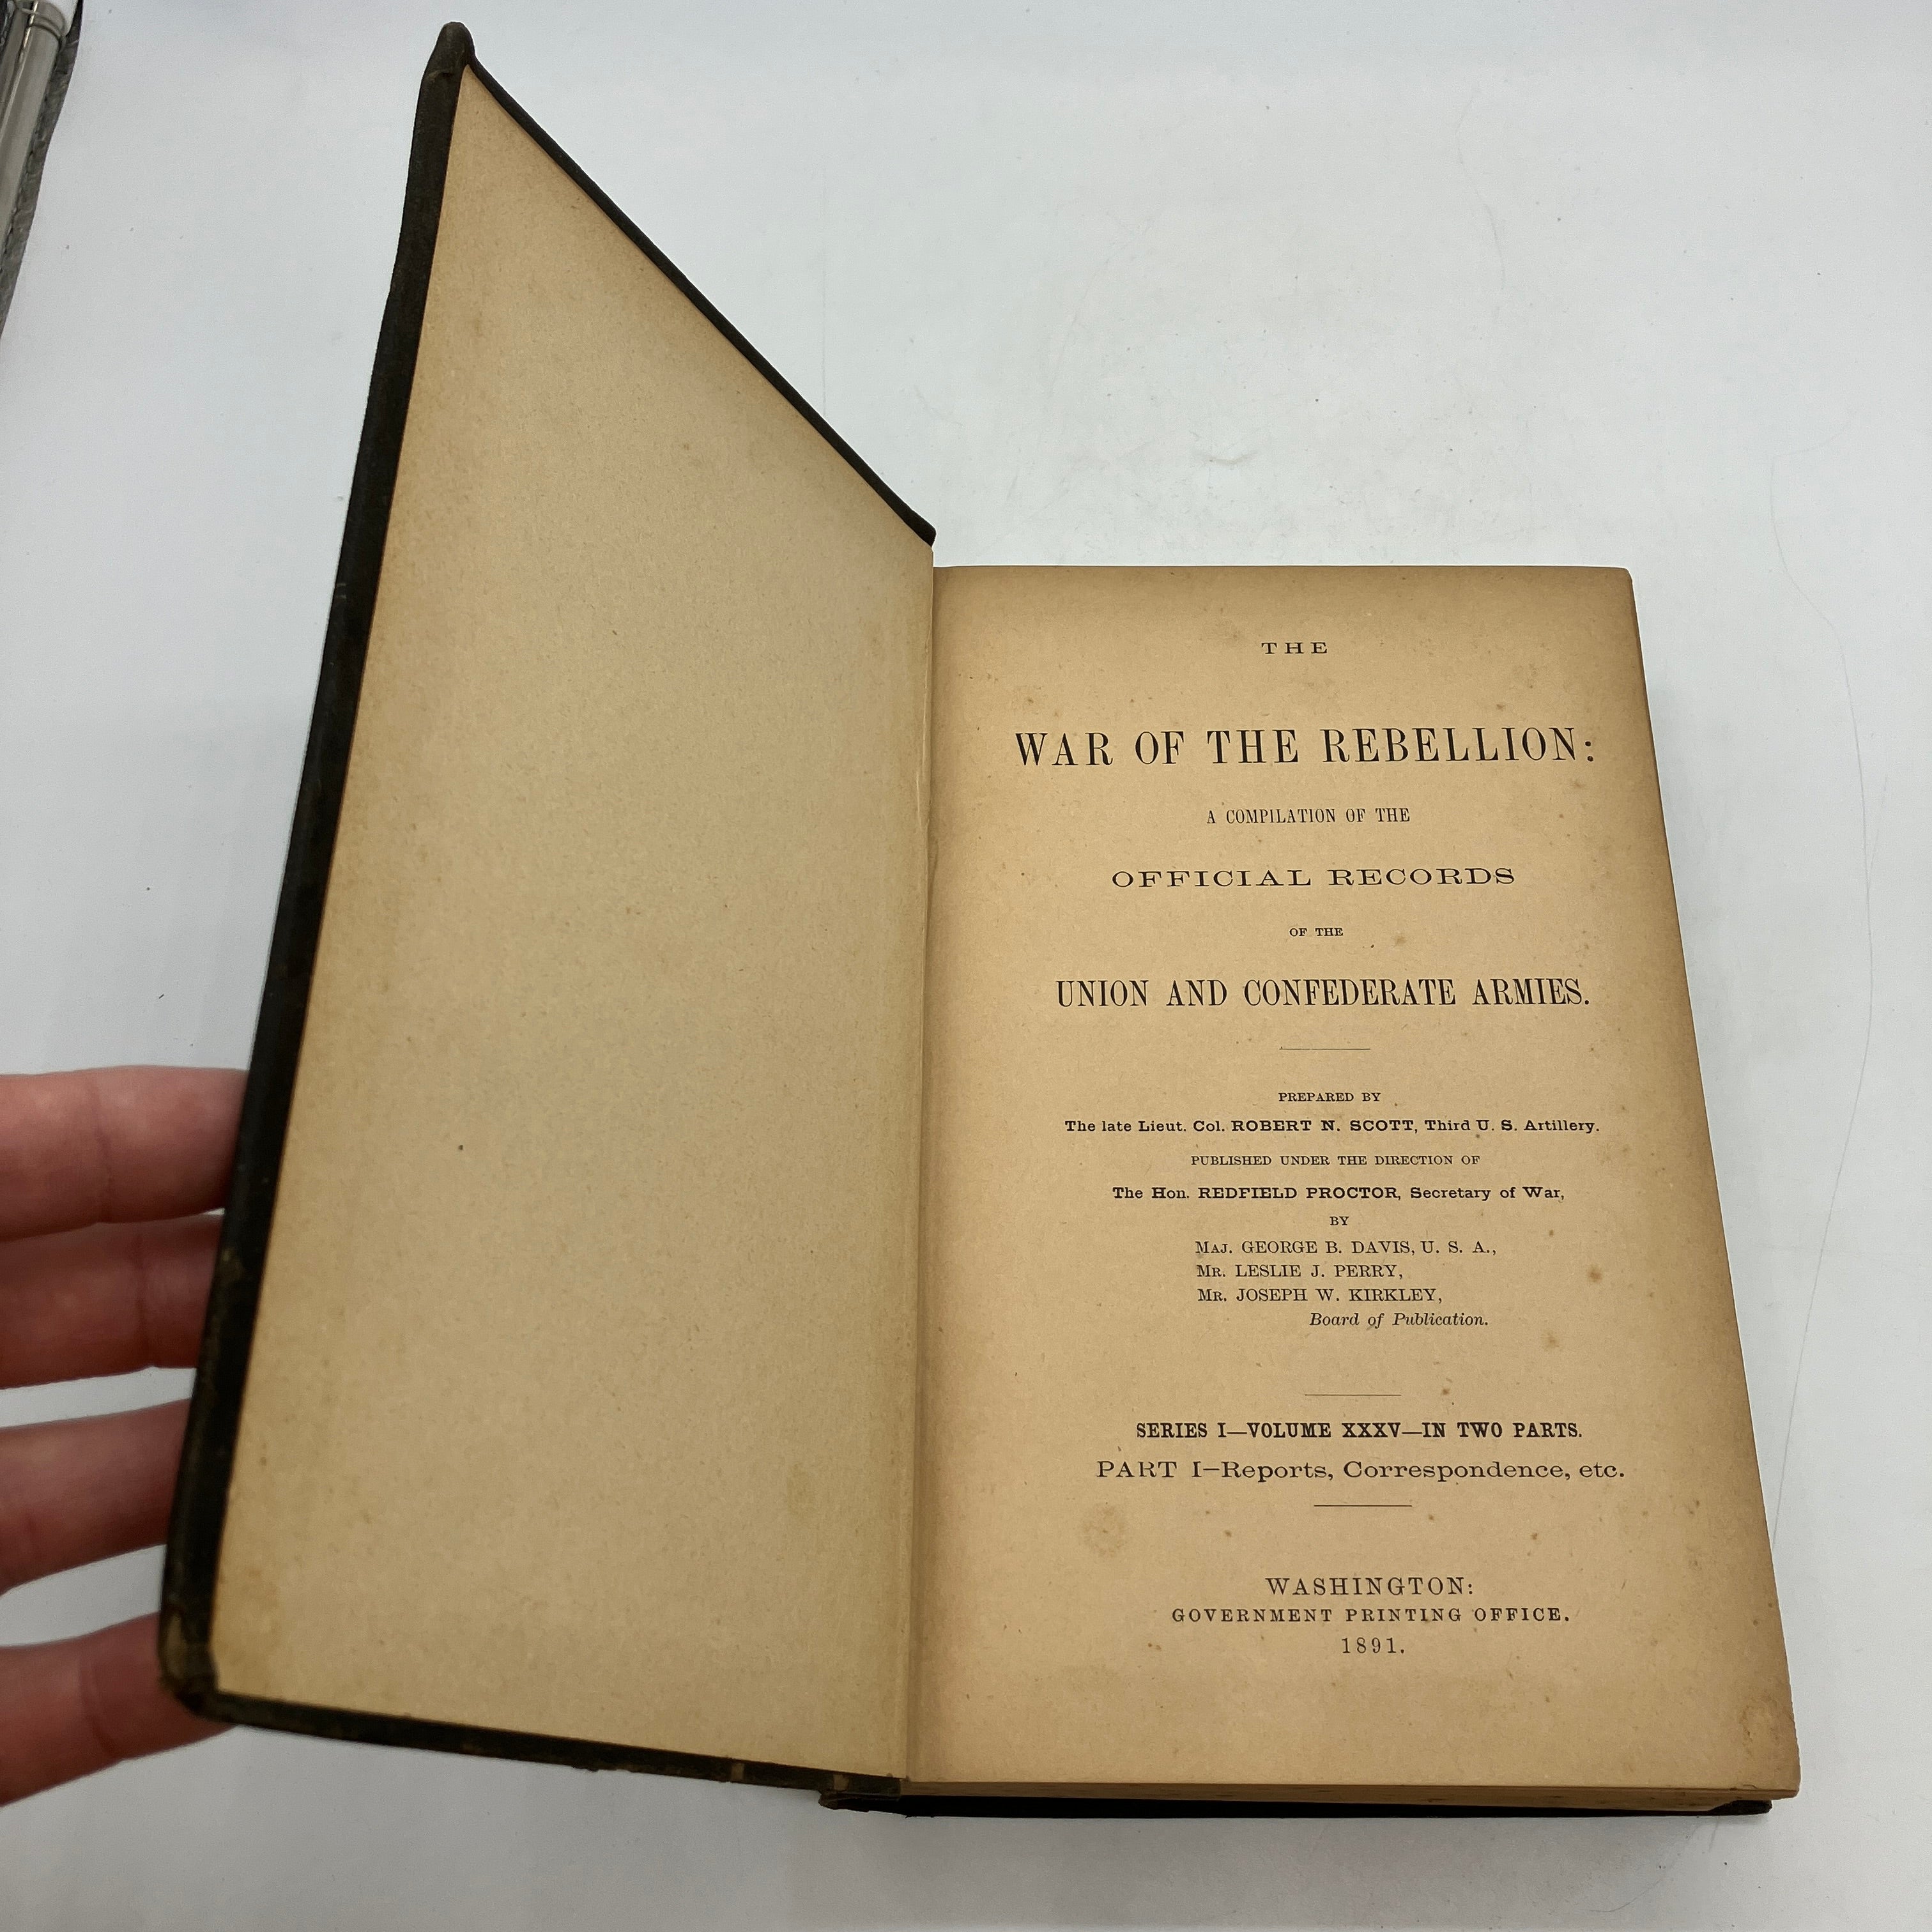 THE
WAR OF THE REBELLION:
A COMPILATION OF THE
OFFICIAL RECORDS
OF THE
UNION AND CONFEDERATE ARMIES.
PREPARED BY
The late Lieut. Col. ROBERT N. SCOTT, Third U. S. Artillery.
PUBLISHED UNDER THE DIRECTION OF
The Hon. REDFIELD PROCTOR, Secretary of War,
BY
MAJ. GEORGE B. DAVIS, U. S. A.,
MR. LESLIE J. PERRY,
MR. JOSEPH W. KIRKLEY,
Board of Publication.
SERIES I—VOLUME XXXV—IN TWO PARTS.
PART I—Reports, Correspondence, etc.
WASHINGTON:
GOVERNMENT PRINTING OFFICE.
1891.